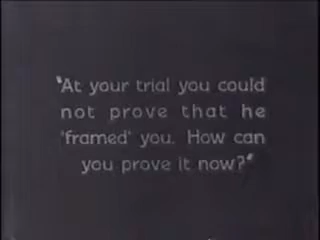 "At your trial you could
not prove that he
'framed' you. How can
you prove it now?"